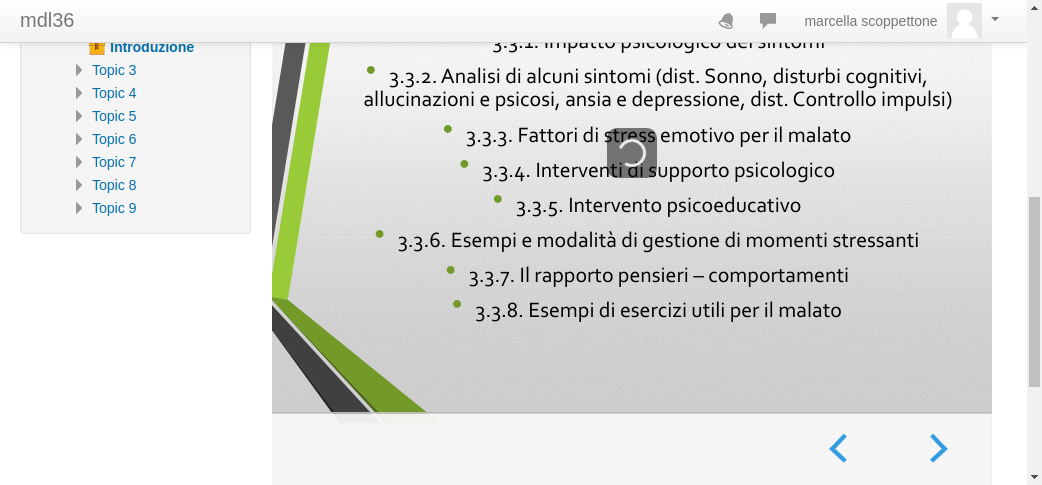 mdl36
marcella scoppettone
Introduzione
Topic 3
Topic 4
Topic 5
Topic 6
Topic 7
Topic 8
Topic 9
3.3.1. Impatto psicologico dei sintomi
3.3.2. Analisi di alcuni sintomi (dist. Sonno, disturbi cognitivi,
allucinazioni e psicosi, ansia e depressione, dist. Controllo impulsi)
3.3.3. Fattori di stress emotivo per il malato
3.3.4. Interventi di supporto psicologico
3.3.5. Intervento psicoeducativo
3.3.6. Esempi e modalità di gestione di momenti stressanti
3.3.7. Il rapporto pensieri – comportamenti
3.3.8. Esempi di esercizi utili per il malato